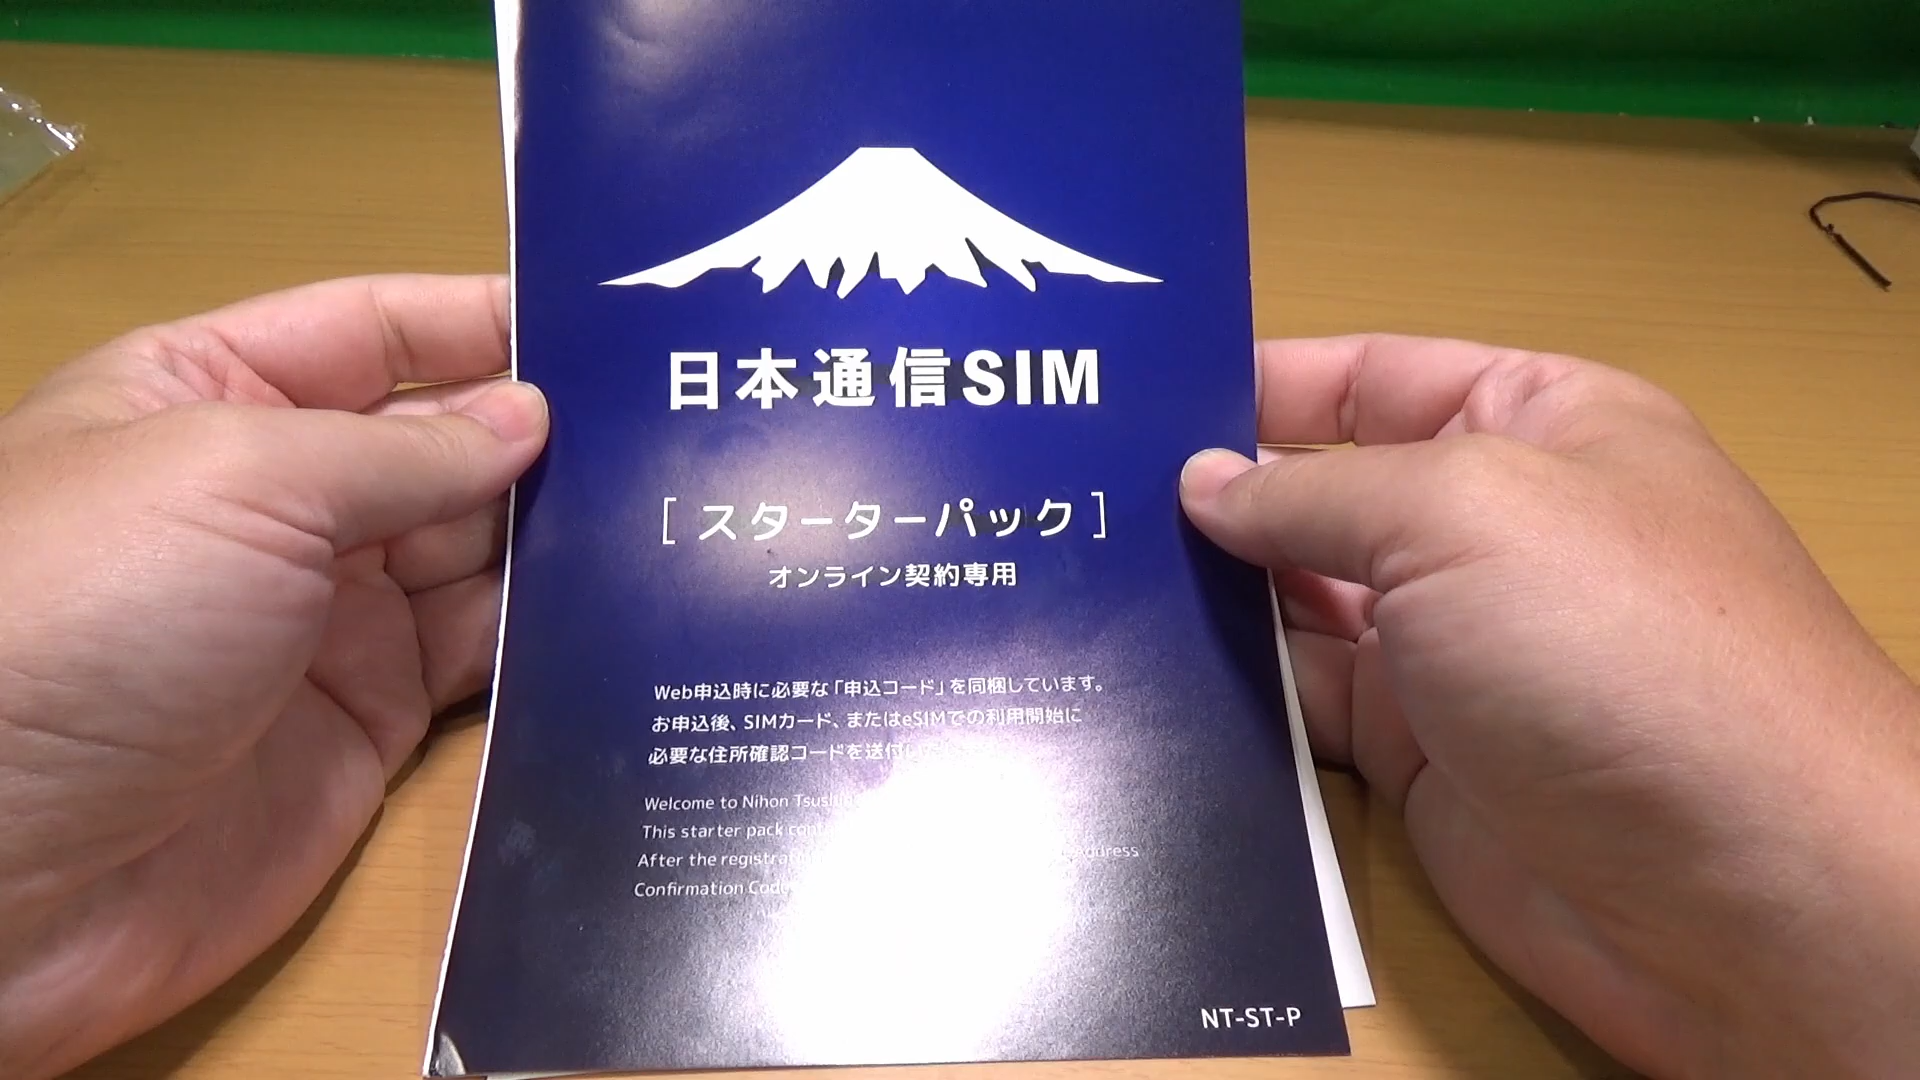 日本通信SIM
[ スターターパック ]
オンライン契約専用
Web申込時に必要な「申込コード」を同梱しています。
お申込後、SIMカード、またはeSIMでの利用開始に
必要な住所確認コードを送付
Welcome to Nihon
This starter pack
After the Address
Confirmation
NT-ST-P